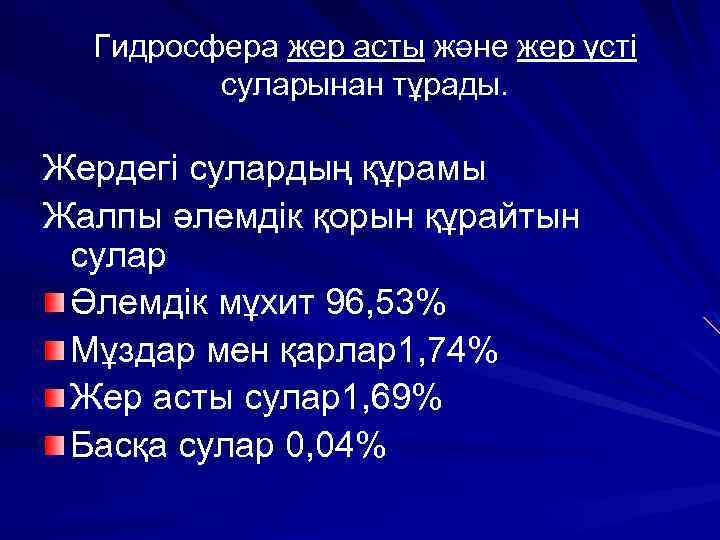 Гидросфера жер асты және жер үсті
суларынан тұрады.
Жердегі сулардың құрамы
Жалпы әлемдік қорын құрайтын
сулар
Әлемдік мұхит 96,53%
Мұздар мен қарлар1,74%
Жер асты сулар1,69%
Басқа сулар 0,04%